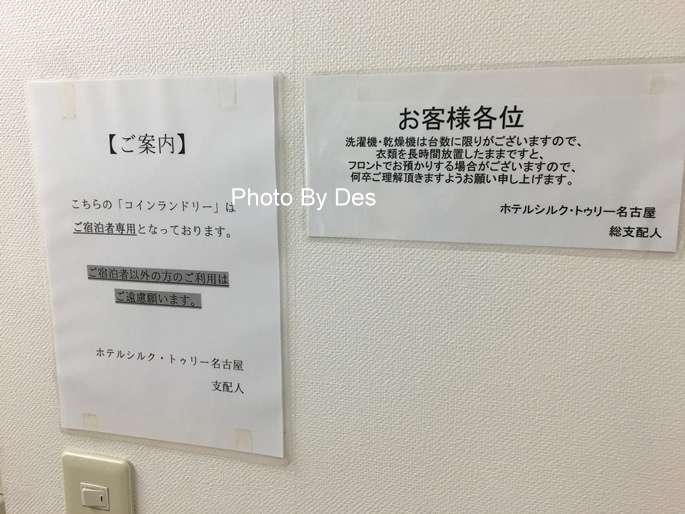 【ご案内】
こちらの「コインランドリー」は
ご宿泊者専用となっております。
ご宿泊者以外の方のご利用は
ご遠慮願います。
ホテルシルク・トゥリー名古屋
支配人
お客様各位
洗濯機・乾燥機は台数に限りがございますので、
衣類を長時間放置したままですと、
フロントでお預かりする場合がございますので、
何卒ご理解頂きますようお願い申し上げます。
ホテルシルク・トゥリー名古屋
総支配人
Photo By Des